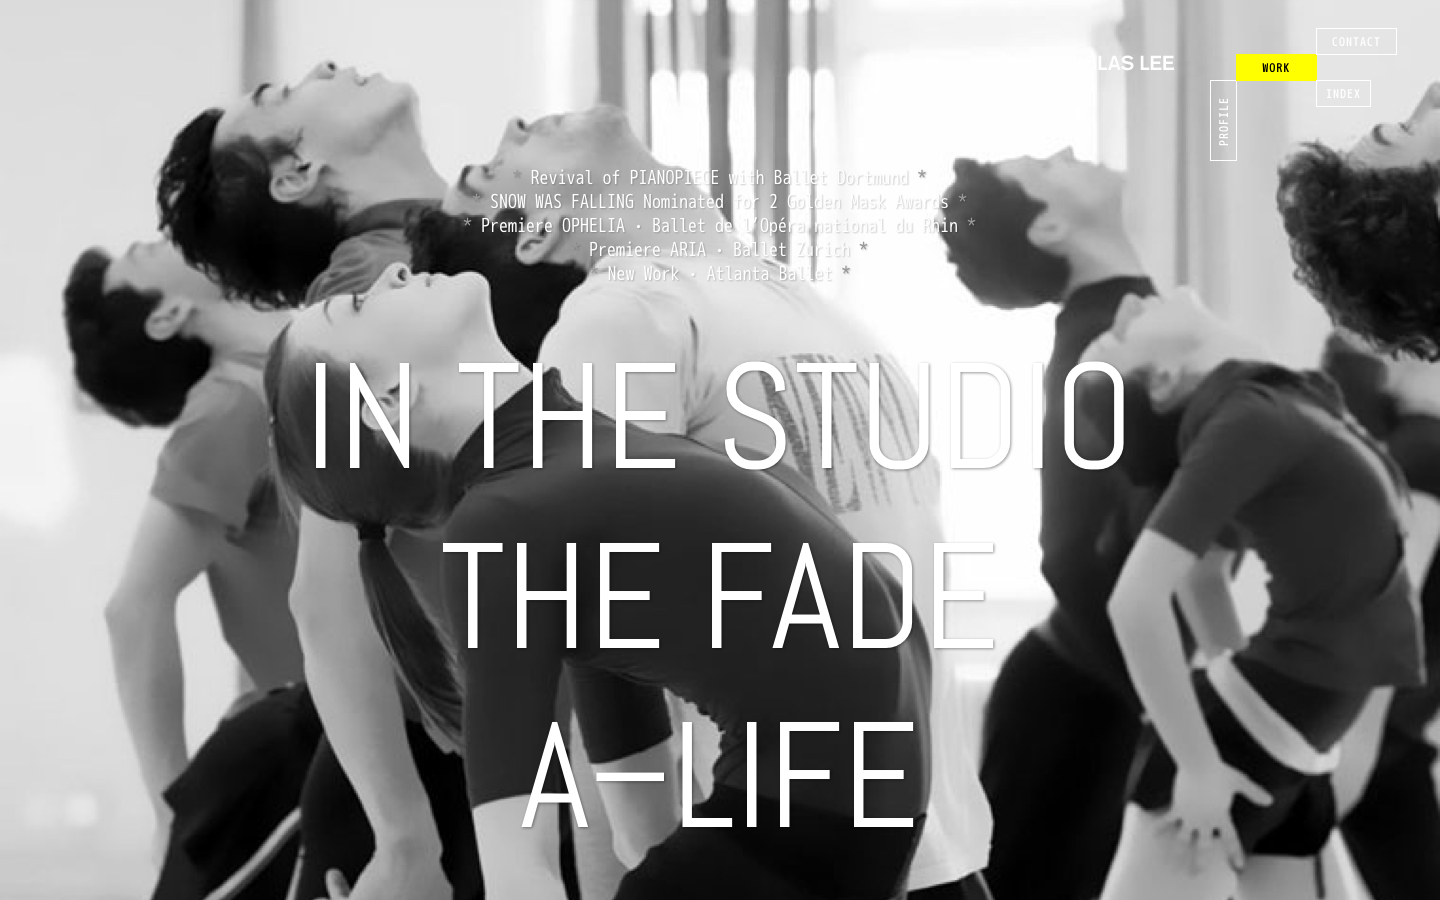 CONTACT
LAS LEE
WORK
INDEX
PROFILE
* Revival of PIANOPIECE with Ballet Dortmund *
* SNOW WAS FALLING Nominated for 2 Golden Mask Awards *
* Premiere OPHELIA · Ballet de l'Opéra national du Rhin *
* Premiere ARIA · Ballet Zurich *
* New Work · Atlanta Ballet *
IN THE STUDIO
THE FADE
A–LIFE